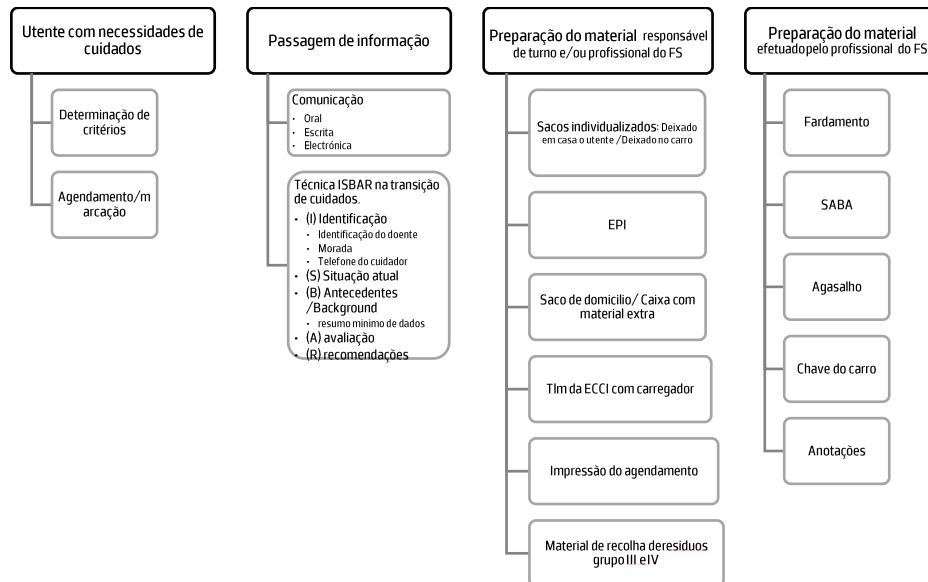 Utente com necessidades de
cuidados
Determinação de
critérios
Agendamento/m
arcação
Passagem de informação
Comunicação
• Oral
• Escrita
• Electrónica
Técnica ISBAR na transição
de cuidados.
• (I) Identificação
• Identificação do doente
• Morada
• Telefone do cuidador
• (S) Situação atual
• (B) Antecedentes
/Background
• resumo minimo de dados
• (A) avaliação
• (R) recomendações
Preparação do material responsável
de turno e/ou profissional do FS
Sacos individualizados: Deixado
em casa o utente /Deixado no carro
EPI
Saco de domicilio/ Caixa com
material extra
Tlm da ECCI com carregador
Impressão do agendamento
Material de recolha deresiduos
grupo III eIV
Preparação do material
efetuadopelo profissional do FS
Fardamento
SABA
Agasalho
Chave do carro
Anotações